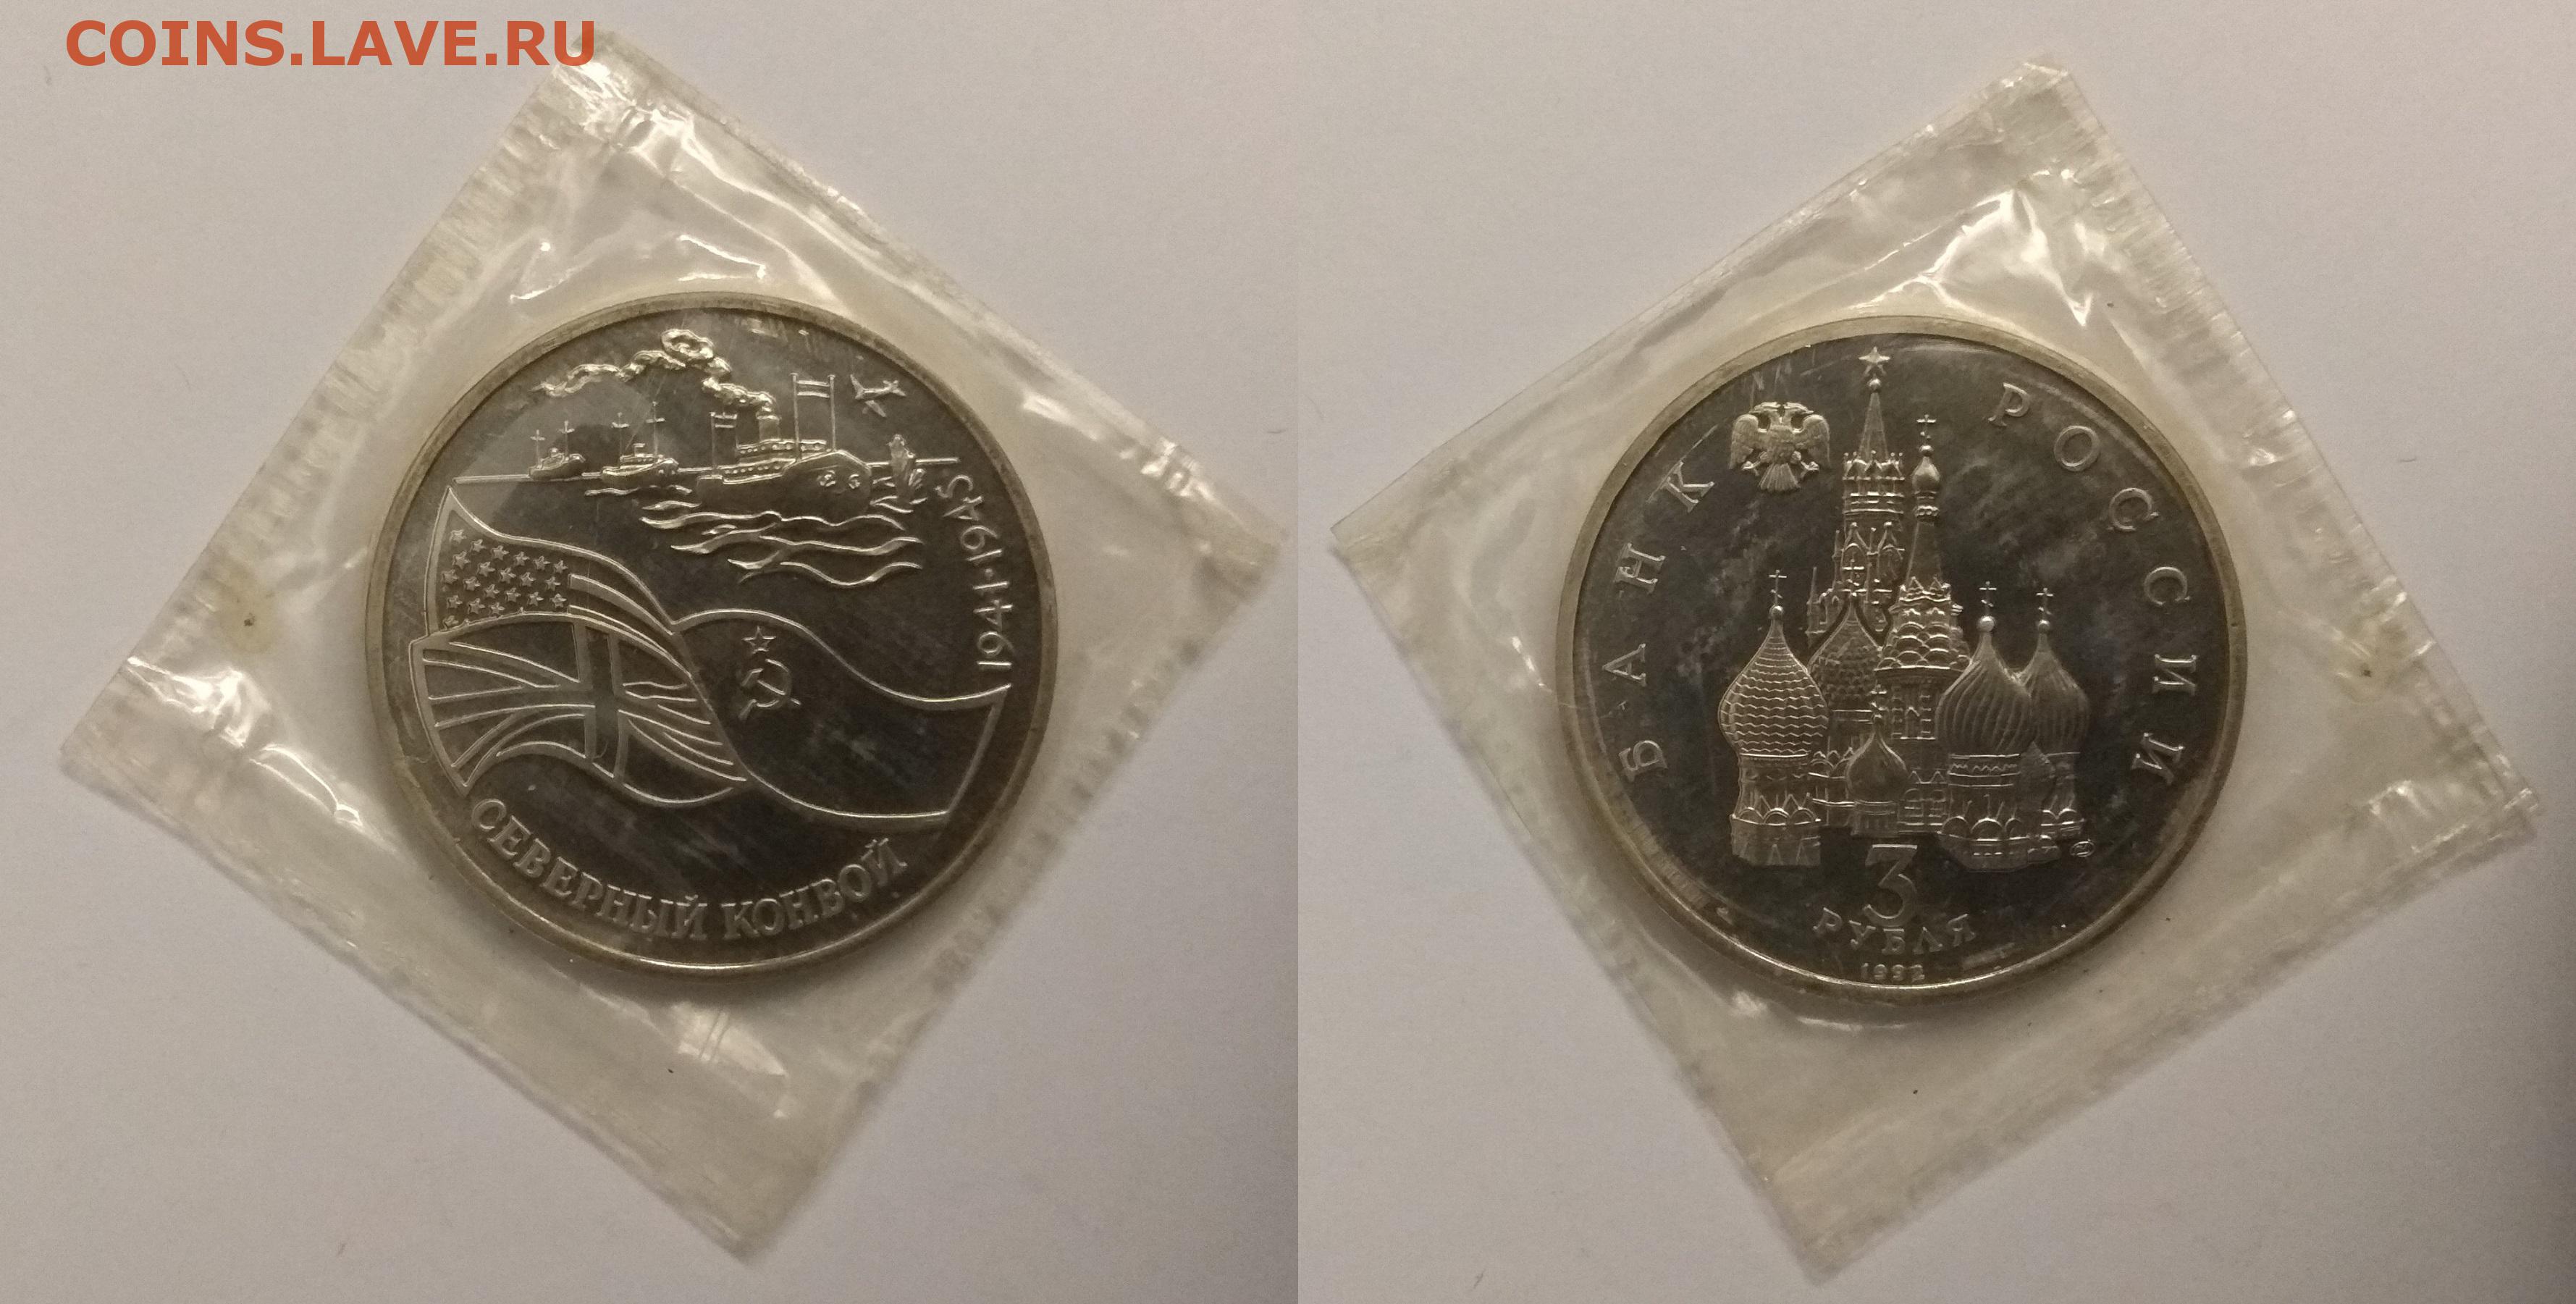 COINS.LAVE.RU
1941·1945
СЕВЕРНЫЙ КОНВОЙ
БАНК РОССИИ
3
РУБЛЯ
1992